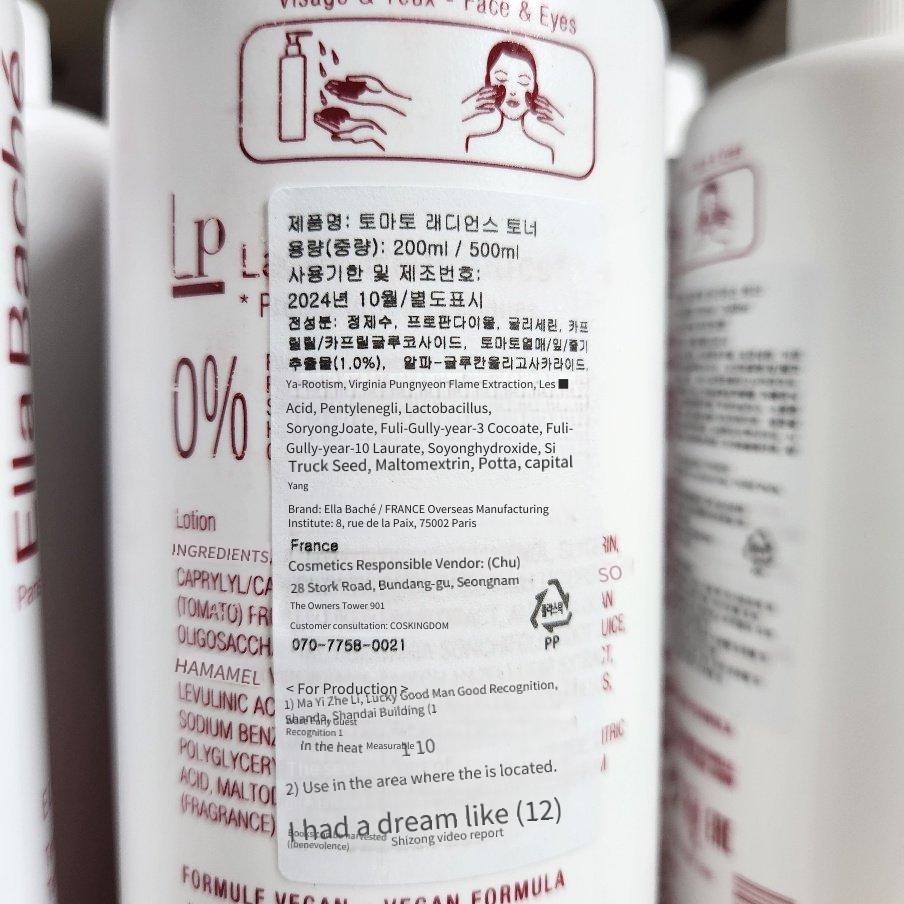 Visage & Yeux - Face & Eyes
Ella Baché
Lp
0%
제품명: 토마토 래디언스 토너
용량(중량): 200ml / 500ml
사용기한 및 제조번호:
2024년 10월/별도표시
전성분: 정제수, 프로판다이올, 글리세린, 카프
릴릴/카프릴글루코사이드, 토마토열매/잎/줄기
추출물(1.0%), 알파-글루칸올리고사카라이드,
Ya-Rootism, Virginia Pungnyeon Flame Extraction, Les
Acid, Pentylenegli, Lactobacillus,
SoryongJoate, Fuli-Gully-year-3 Cocoate, Fuli-
Gully-year-10 Laurate, Soyonghydroxide, Si
Truck Seed, Maltomextrin, Potta, capital
Yang
Brand: Ella Baché / FRANCE Overseas Manufacturing
Institute: 8, rue de la Paix, 75002 Paris
France
Cosmetics Responsible Vendor: (Chu)
28 Stork Road, Bundang-gu, Seongnam
The Owners Tower 901
Customer consultation: COSKINGDOM
070-7758-0021
플라스틱
PP
< For Production >
1) Ma Yi Zhe Li, Lucky Good Man Good Recognition,
Shanda, Shandai Building (1
Recognition 1
in the heat Measurable 1 10
2) Use in the area where the is located.
I had a dream like (12)
(benevolence) Shizong video report
Lotion
INGREDIENTS
CAPRYLYL/CA
(TOMATO) FR
OLIGOSACCH
HAMAMEL
LEVULINIC AC
SODIUM BENZ
POLYGLYCER
ACID, MALTO
(FRAGRANCE)
FORMULE VEGAN - VEGAN FORMULA